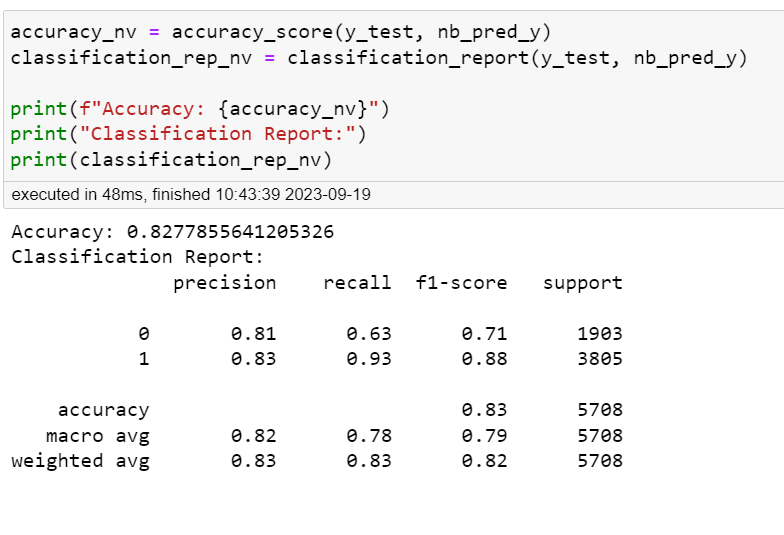 accuracy_nv = accuracy_score(y_test, nb_pred_y)
classification_rep_nv = classification_report(y_test, nb_pred_y)
print(f"Accuracy: {accuracy_nv}")
print("Classification Report:")
print(classification_rep_nv)
executed in 48ms, finished 10:43:39 2023-09-19
Accuracy: 0.8277855641205326
Classification Report:
              precision    recall  f1-score   support
           0       0.81      0.63      0.71      1903
           1       0.83      0.93      0.88      3805
    accuracy                           0.83      5708
   macro avg       0.82      0.78      0.79      5708
weighted avg       0.83      0.83      0.82      5708